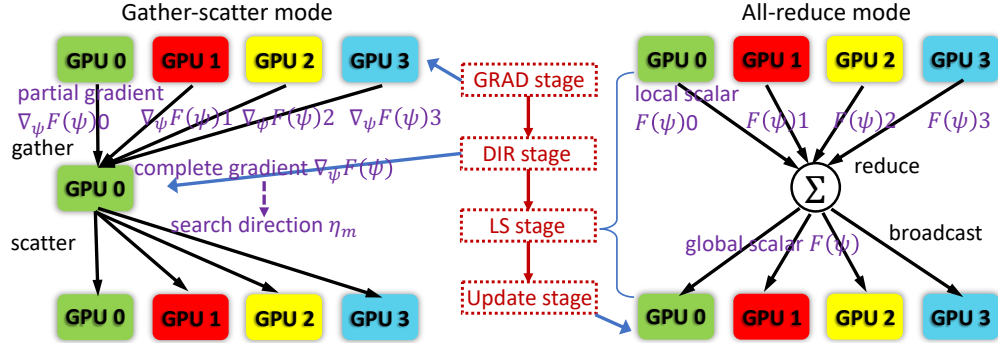 Gather-scatter mode
All-reduce mode
GPU 0
GPU 1
GPU 2
GPU 3
GRAD stage
GPU 0
GPU 1
GPU 2
GPU 3
partial gradient
∇ψF(ψ)0
∇ψF(ψ)1
∇ψF(ψ)2
∇ψF(ψ)3
local scalar
F(ψ)0
F(ψ)1
F(ψ)2
F(ψ)3
gather
complete gradient ∇ψF(ψ)
DIR stage
reduce
GPU 0
Σ
search direction ηm
scatter
LS stage
global scalar F(ψ)
broadcast
Update stage
GPU 0
GPU 1
GPU 2
GPU 3
GPU 0
GPU 1
GPU 2
GPU 3